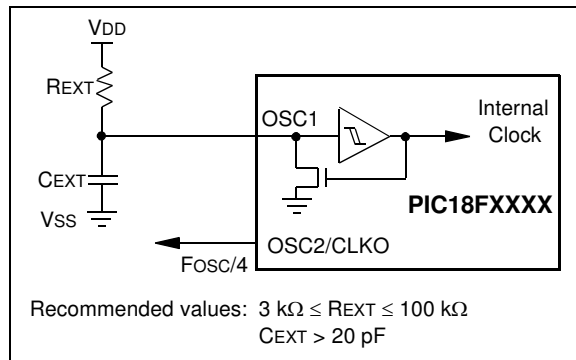 VDD
REXT
OSC1
Internal
Clock
CEXT
PIC18FXXXX
VSS
OSC2/CLKO
FOSC/4
Recommended values: 3 kΩ ≤ REXT ≤ 100 kΩ
CEXT > 20 pF